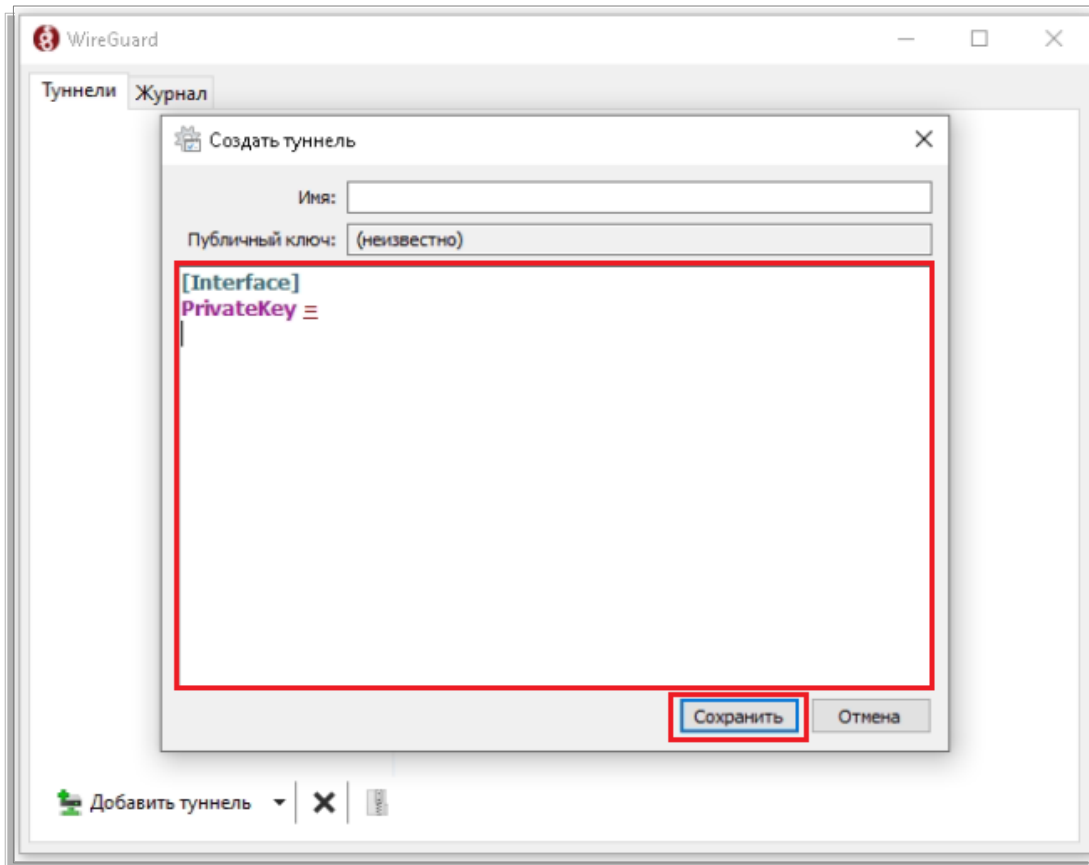 WireGuard
Туннели Журнал
Создать туннель
Имя:
Публичный ключ: (неизвестно)
[Interface]
PrivateKey =
Сохранить Отмена
Добавить туннель